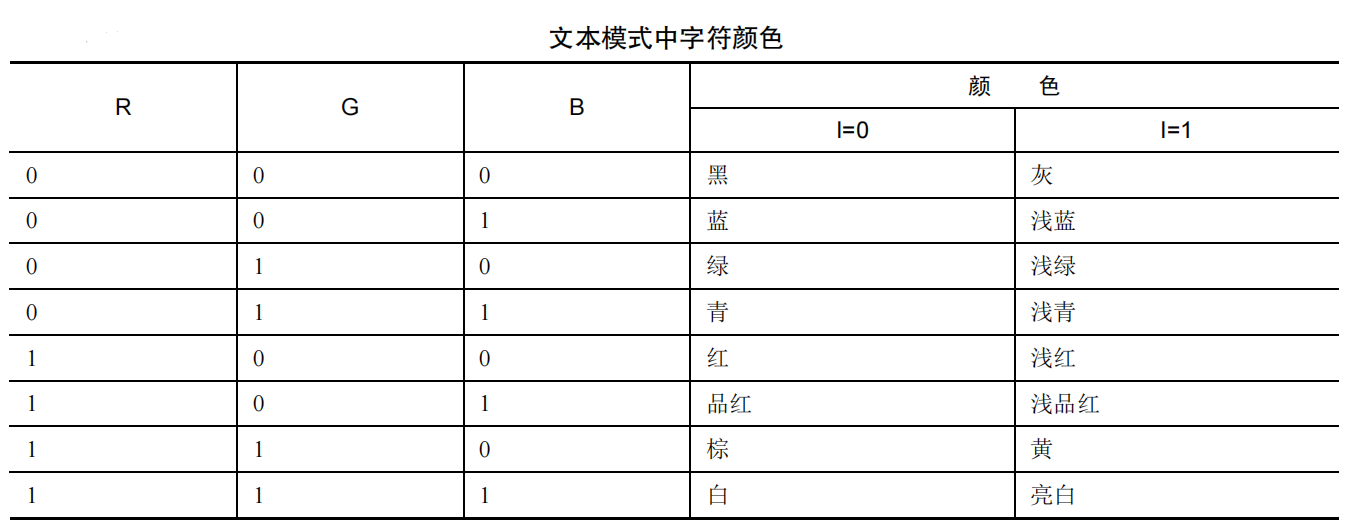 文本模式中字符颜色
R G B 颜 色
I=0 I=1
0 0 0 黑 灰
0 0 1 蓝 浅蓝
0 1 0 绿 浅绿
0 1 1 青 浅青
1 0 0 红 浅红
1 0 1 品红 浅品红
1 1 0 棕 黄
1 1 1 白 亮白